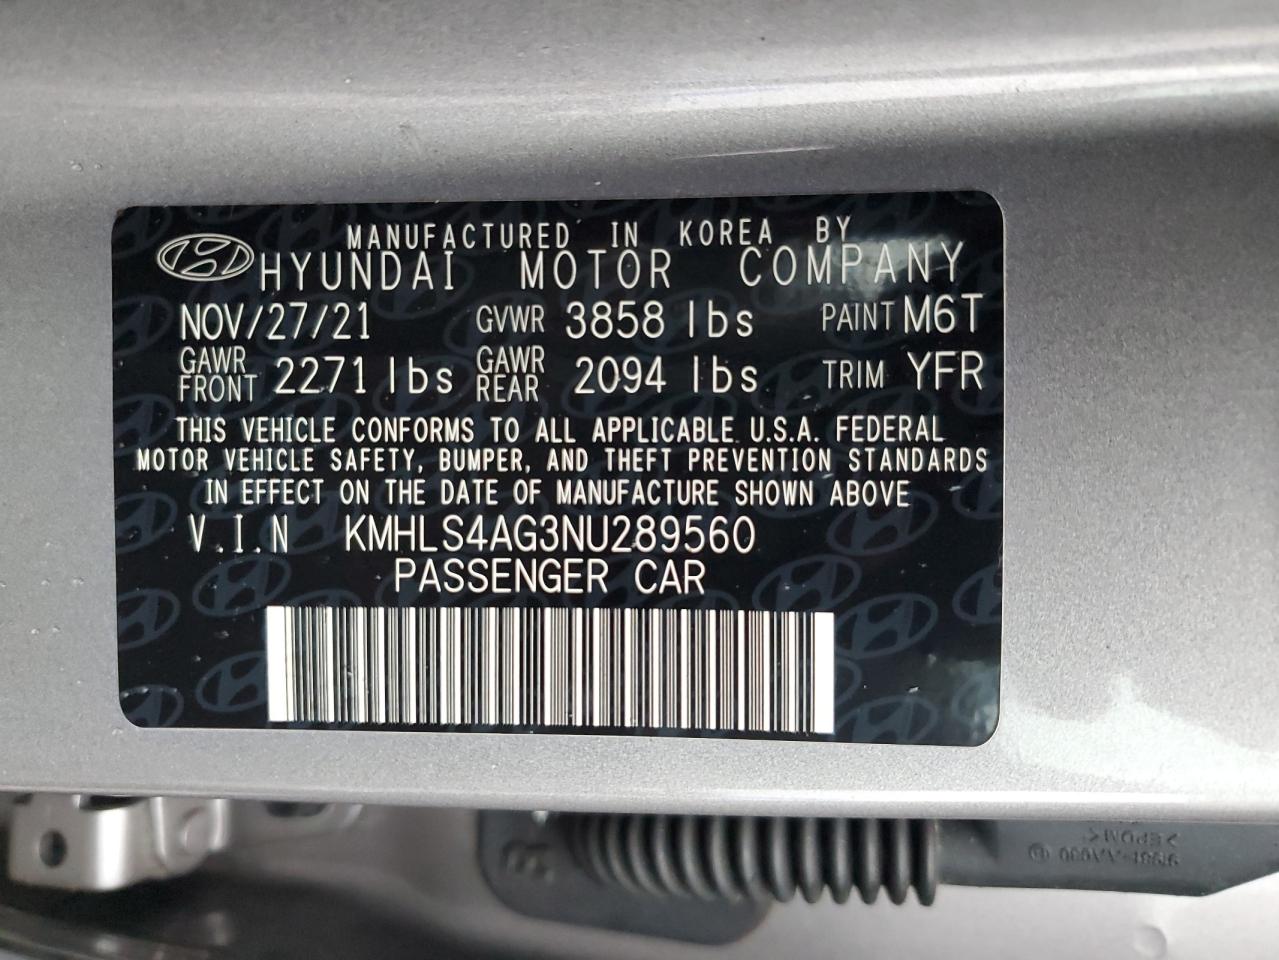 MANUFACTURED IN KOREA BY
HYUNDAI MOTOR COMPANY
NOV/27/21 GVWR 3858 lbs PAINT M6T
GAWR FRONT 2271 lbs GAWR REAR 2094 lbs TRIM YFR
THIS VEHICLE CONFORMS TO ALL APPLICABLE U.S.A. FEDERAL
MOTOR VEHICLE SAFETY, BUMPER, AND THEFT PREVENTION STANDARDS
IN EFFECT ON THE DATE OF MANUFACTURE SHOWN ABOVE
V.I.N KMHLS4AG3NU289560
PASSENGER CAR
>EPDM<